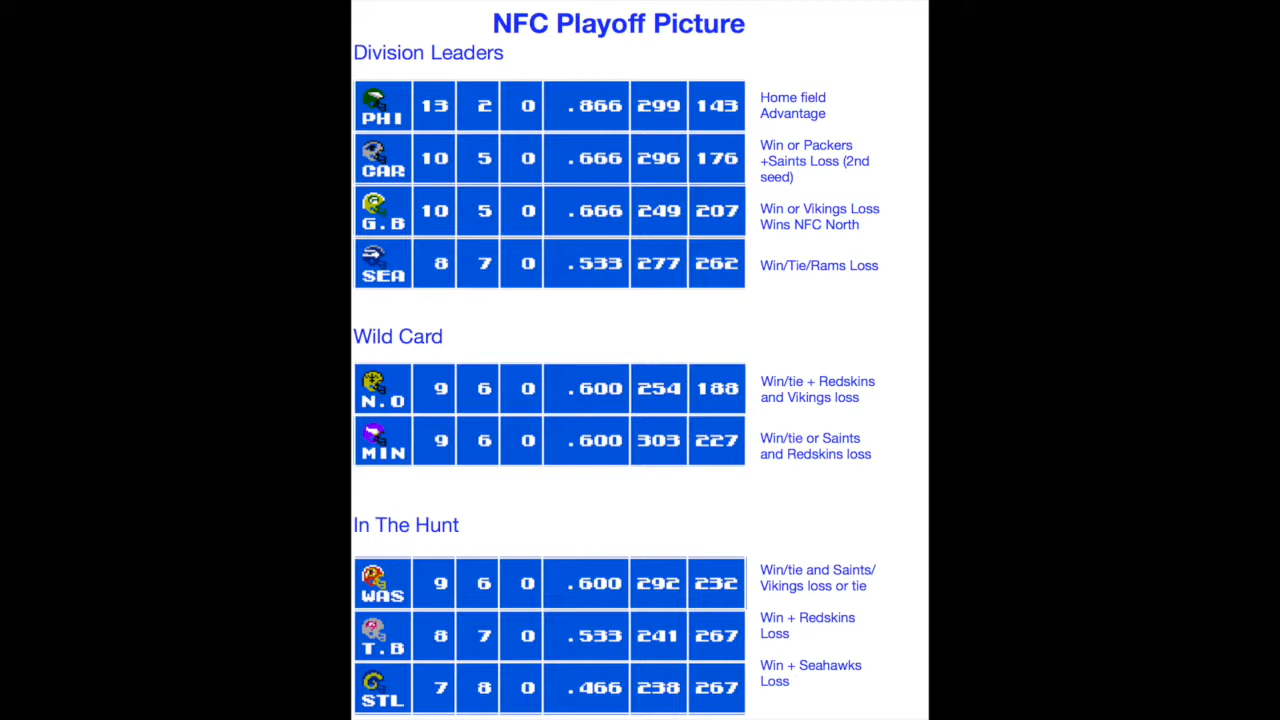 NFC Playoff Picture
Division Leaders
PHI 13 2 0 .866 299 143
Home field
Advantage
CAR 10 5 0 .666 296 176
Win or Packers
+Saints Loss (2nd
seed)
G.B 10 5 0 .666 249 207
Win or Vikings Loss
Wins NFC North
SEA 8 7 0 .533 277 262
Win/Tie/Rams Loss
Wild Card
N.O 9 6 0 .600 254 188
Win/tie + Redskins
and Vikings loss
MIN 9 6 0 .600 303 227
Win/tie or Saints
and Redskins loss
In The Hunt
WAS 9 6 0 .600 292 232
Win/tie and Saints/
Vikings loss or tie
T.B 8 7 0 .533 241 267
Win + Redskins
Loss
STL 7 8 0 .466 238 267
Win + Seahawks
Loss